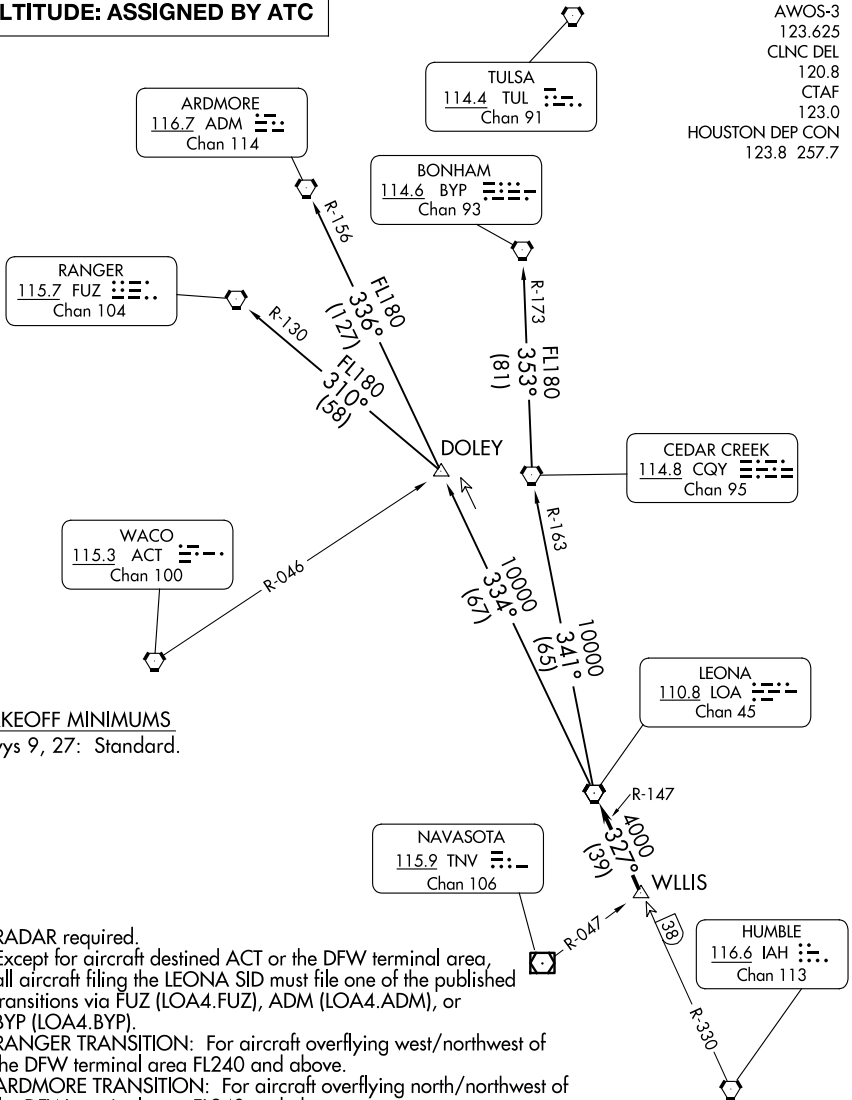 LTITUDE: ASSIGNED BY ATC
AWOS-3
123.625
CLNC DEL
120.8
CTAF
123.0
HOUSTON DEP CON
123.8 257.7
TULSA
114.4 TUL
Chan 91
ARDMORE
116.7 ADM
Chan 114
BONHAM
114.6 BYP
Chan 93
RANGER
115.7 FUZ
Chan 104
R-156
R-130
R-173
FL180
336°
(127)
FL180
310°
(58)
FL180
353°
(81)
DOLEY
CEDAR CREEK
114.8 CQY
Chan 95
WACO
115.3 ACT
Chan 100
R-046
R-163
10000
334°
(67)
10000
341°
(65)
LEONA
110.8 LOA
Chan 45
KEOFF MINIMUMS
ys 9, 27: Standard.
R-147
4000
327°
(39)
NAVASOTA
115.9 TNV
Chan 106
WLLIS
R-047
38
HUMBLE
116.6 IAH
Chan 113
R-330
RADAR required.
Except for aircraft destined ACT or the DFW terminal area,
all aircraft filing the LEONA SID must file one of the published
transitions via FUZ (LOA4.FUZ), ADM (LOA4.ADM), or
BYP (LOA4.BYP).
RANGER TRANSITION: For aircraft overflying west/northwest of
the DFW terminal area FL240 and above.
ARDMORE TRANSITION: For aircraft overflying north/northwest of